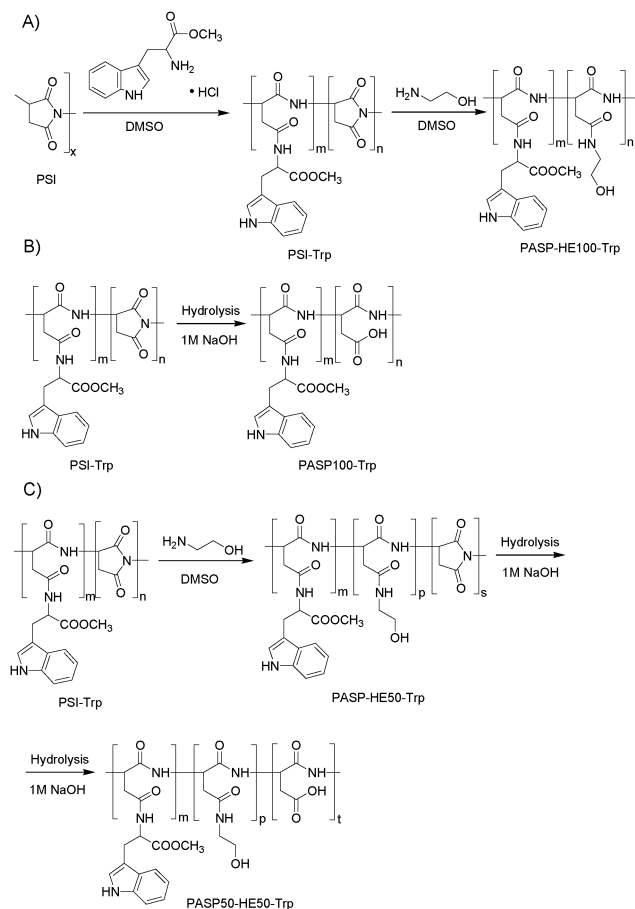 A)
O
OCH3
NH2
N
H
• HCl
O
N
O
x
PSI
DMSO
O
NH
O
NH
m
COOCH3
HN
O
N
O
n
PSI-Trp
H2N
OH
DMSO
O
NH
O
NH
m
COOCH3
HN
O
NH
O
NH
n
OH
PASP-HE100-Trp
B)
O
NH
O
NH
m
COOCH3
HN
O
N
O
n
PSI-Trp
Hydrolysis
1M NaOH
O
NH
O
NH
m
COOCH3
HN
O
NH
OH
O
n
PASP100-Trp
C)
O
NH
O
NH
m
COOCH3
HN
O
N
O
n
PSI-Trp
H2N
OH
DMSO
O
NH
O
NH
m
COOCH3
HN
O
NH
O
NH
p
OH
O
N
O
s
PASP-HE50-Trp
Hydrolysis
1M NaOH
Hydrolysis
1M NaOH
O
NH
O
NH
m
COOCH3
HN
O
NH
O
NH
p
OH
O
NH
OH
O
t
PASP50-HE50-Trp